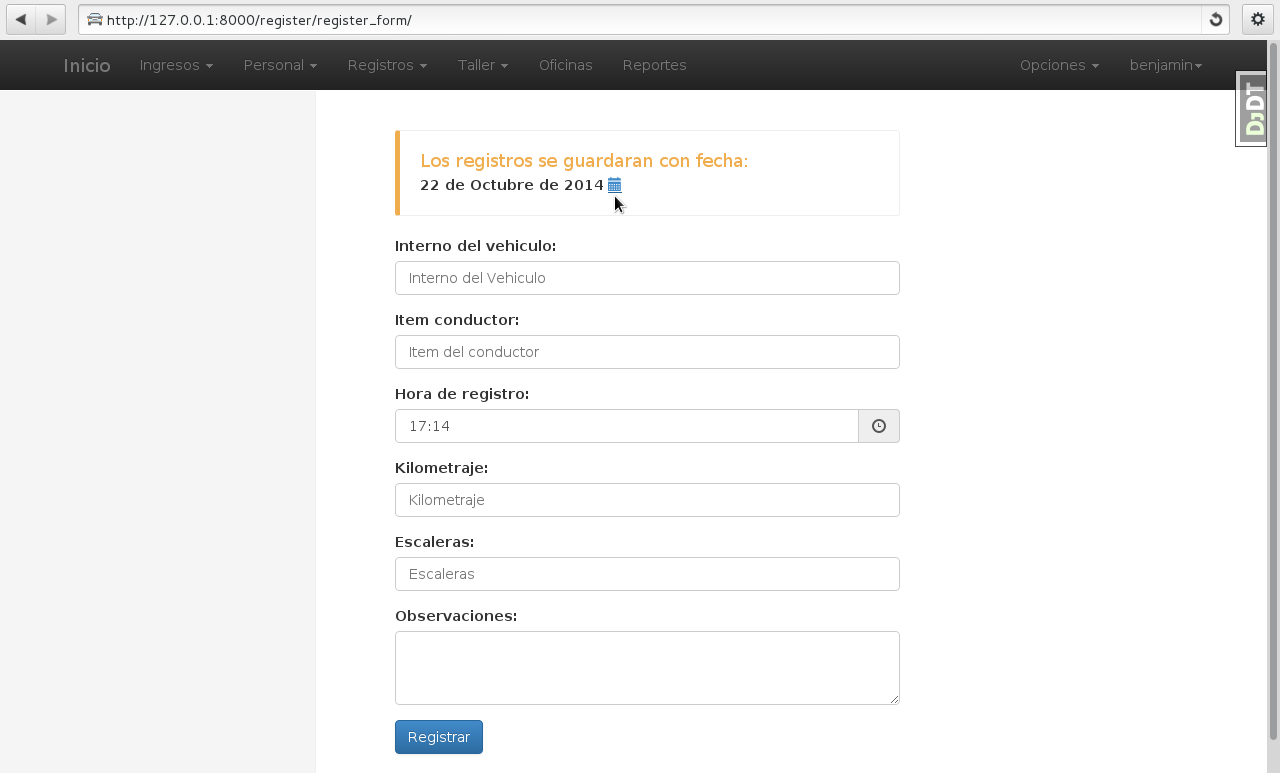 http://127.0.0.1:8000/register/register_form/
Inicio Ingresos Personal Registros Taller Oficinas Reportes Opciones benjamin
DjDT
Los registros se guardaran con fecha:
22 de Octubre de 2014
Interno del vehiculo:
Interno del Vehiculo
Item conductor:
Item del conductor
Hora de registro:
17:14
Kilometraje:
Kilometraje
Escaleras:
Escaleras
Observaciones:
Registrar